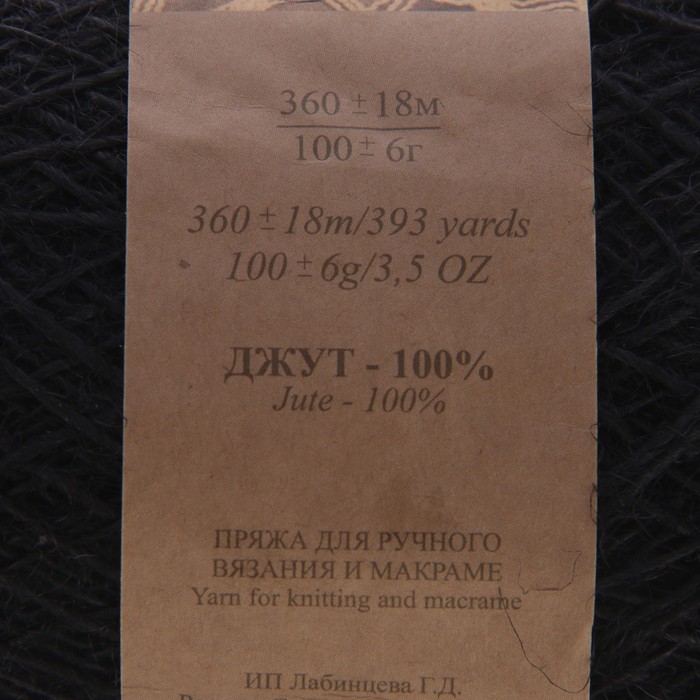 360 ± 18м
100 ± 6г
360 ± 18m/393 yards
100 ± 6g/3,5 OZ
ДЖУТ - 100%
Jute - 100%
ПРЯЖА ДЛЯ РУЧНОГО
ВЯЗАНИЯ И МАКРАМЕ
Yarn for knitting and macrame
ИП Лабинцева Г.Д.